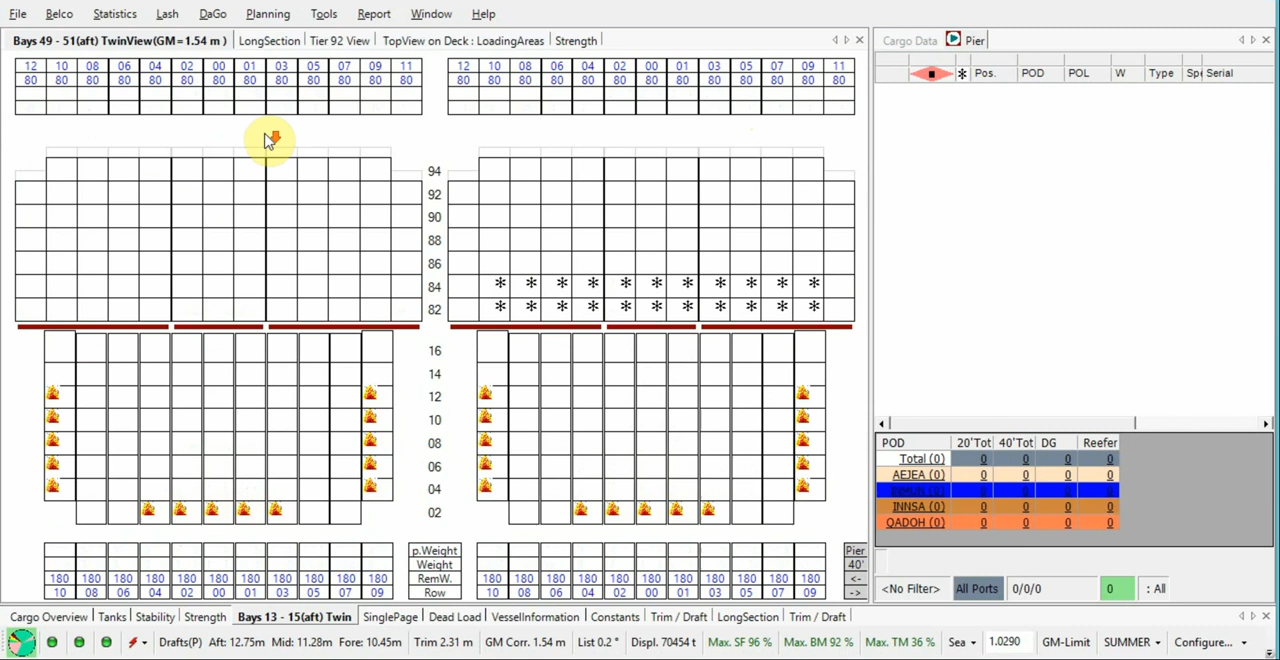 File Belco Statistics Lash DaGo Planning Tools Report Window Help
Bays 49 - 51(aft) TwinView(GM = 1.54 m ) LongSection Tier 92 View TopView on Deck : LoadingAreas Strength
12 10 08 06 04 02 00 01 03 05 07 09 11
80 80 80 80 80 80 80 80 80 80 80 80 80
12 10 08 06 04 02 00 01 03 05 07 09 11
80 80 80 80 80 80 80 80 80 80 80 80 80
94
92
90
88
86
84 * * * * * * * * * * *
82 * * * * * * * * * * *
16
14
12
10
08
06
04
02
p.Weight
Weight
180 180 180 180 180 180 180 180 180 180 180 RemW. 180 180 180 180 180 180 180 180 180 180 180
10 08 06 04 02 00 01 03 05 07 09 Row 10 08 06 04 02 00 01 03 05 07 09
Pier
40'
<-
->
Cargo Data Pier
* Pos. POD POL W Type Spe Serial
POD 20'Tot 40'Tot DG Reefer
Total (0) 0 0 0 0
AEJEA (0) 0 0 0 0
0 0 0 0
INNSA (0) 0 0 0 0
QADOH (0) 0 0 0 0
<No Filter> All Ports 0/0/0 0 : All
Cargo Overview Tanks Stability Strength Bays 13 - 15(aft) Twin SinglePage Dead Load VesselInformation Constants Trim / Draft LongSection Trim / Draft
Drafts(P) Aft: 12.75m Mid: 11.28m Fore: 10.45m Trim 2.31 m GM Corr. 1.54 m List 0.2 ° Displ. 70454 t Max. SF 96 % Max. BM 92 % Max. TM 36 % Sea 1.0290 GM-Limit SUMMER Configure...